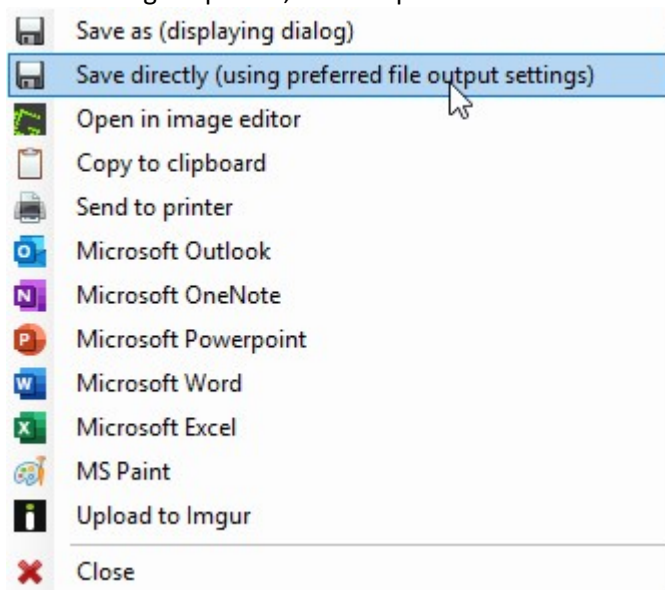 Save as (displaying dialog)
Save directly (using preferred file output settings)
Open in image editor
Copy to clipboard
Send to printer
Microsoft Outlook
Microsoft OneNote
Microsoft Powerpoint
Microsoft Word
Microsoft Excel
MS Paint
Upload to Imgur
Close